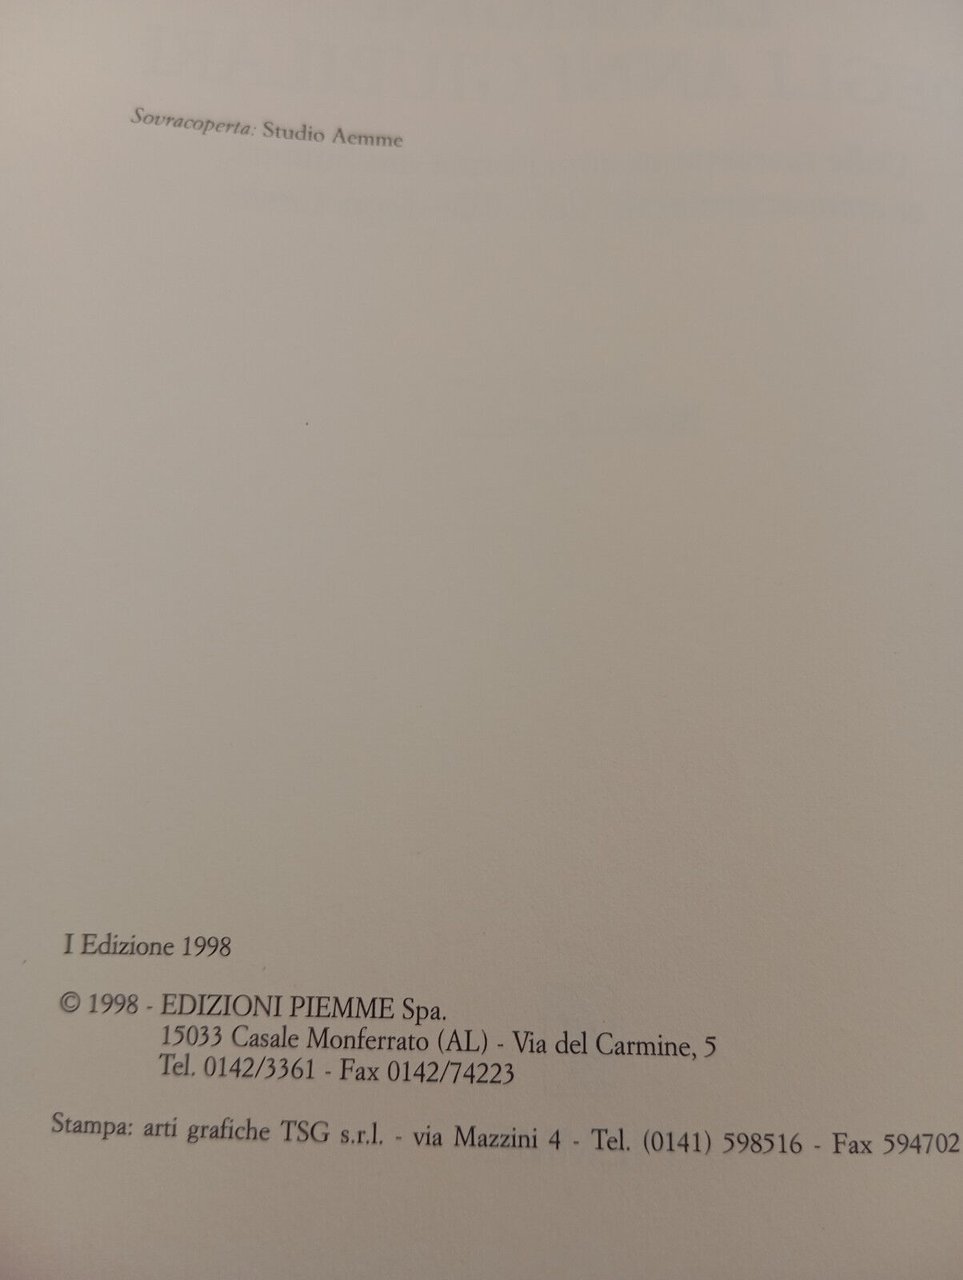 Sovracoperta: Studio Aemme
I Edizione 1998
© 1998 - EDIZIONI PIEMME Spa.
15033 Casale Monferrato (AL) - Via del Carmine, 5
Tel. 0142/3361 - Fax 0142/74223
Stampa: arti grafiche TSG s.r.l. - via Mazzini 4 - Tel. (0141) 598516 - Fax 594702